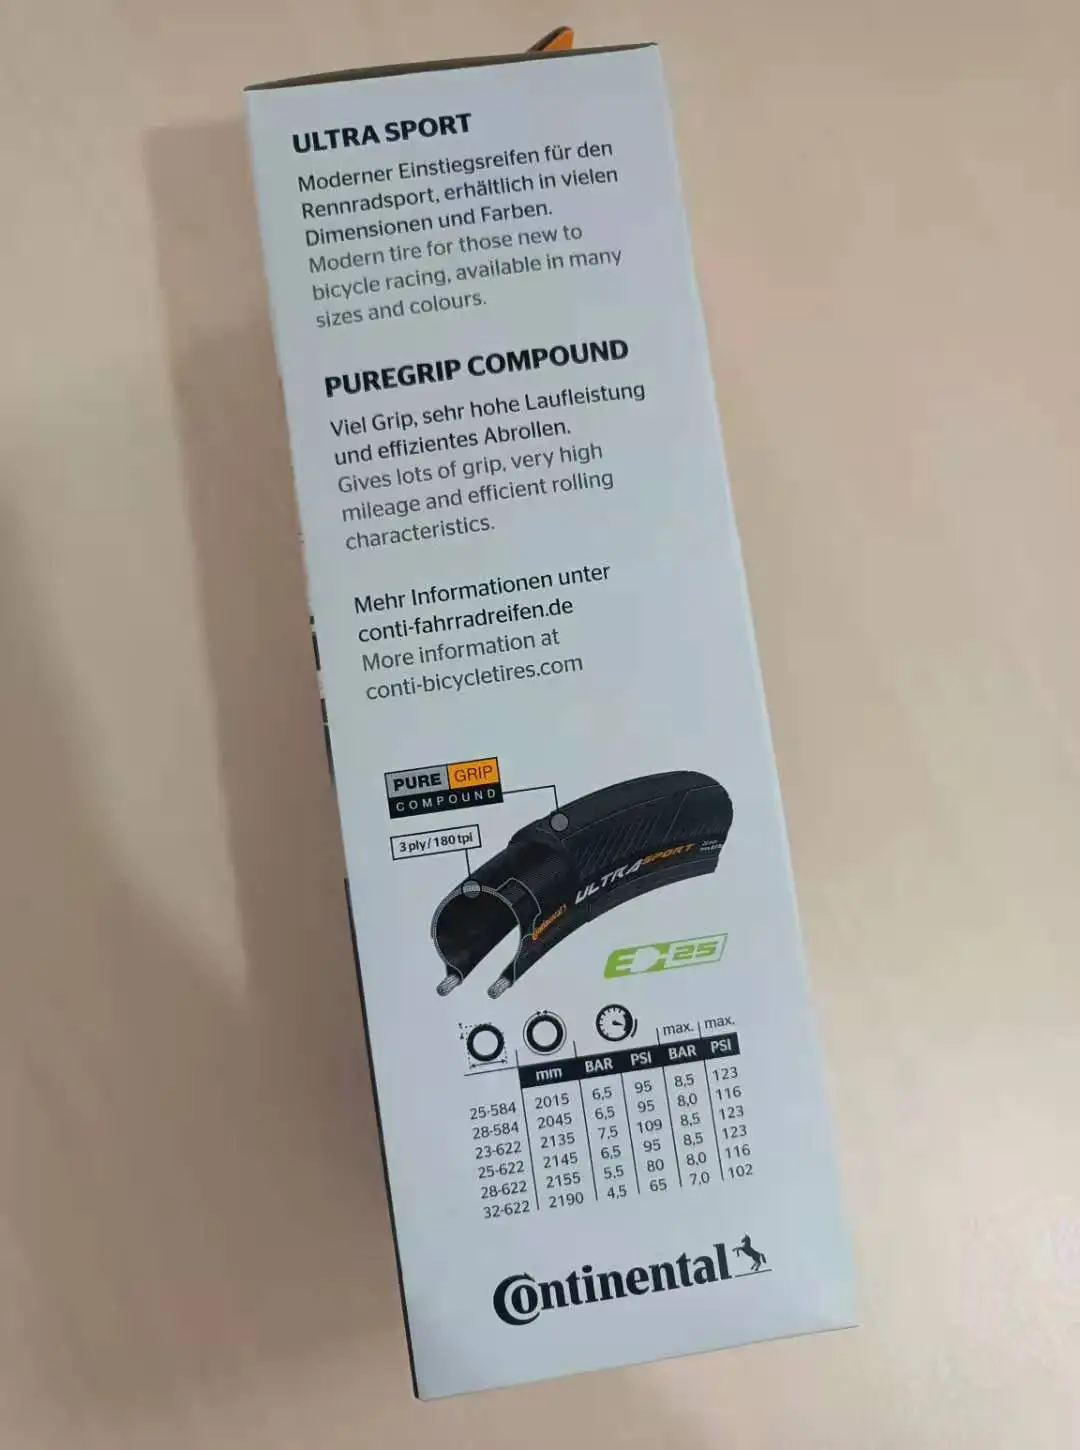 ULTRA SPORT
Moderner Einstiegsreifen für den
Rennradsport, erhältlich in vielen
Dimensionen und Farben.
Modern tire for those new to
bicycle racing, available in many
sizes and colours.
PUREGRIP COMPOUND
Viel Grip, sehr hohe Laufleistung
und effizientes Abrollen.
Gives lots of grip, very high
mileage and efficient rolling
characteristics.
Mehr Informationen unter
conti-fahrradreifen.de
More information at
conti-bicycletires.com
PURE GRIP
COMPOUND
3 ply/180 tpi
ULTRA SPORT
Continental
E 25
max. max.
mm BAR PSI BAR PSI
25-584 2015 6,5 95 8,5 123
28-584 2045 6,5 95 8,0 116
23-622 2135 7,5 109 8,5 123
25-622 2145 6,5 95 8,5 123
28-622 2155 5,5 80 8,0 116
32-622 2190 4,5 65 7,0 102
Continental